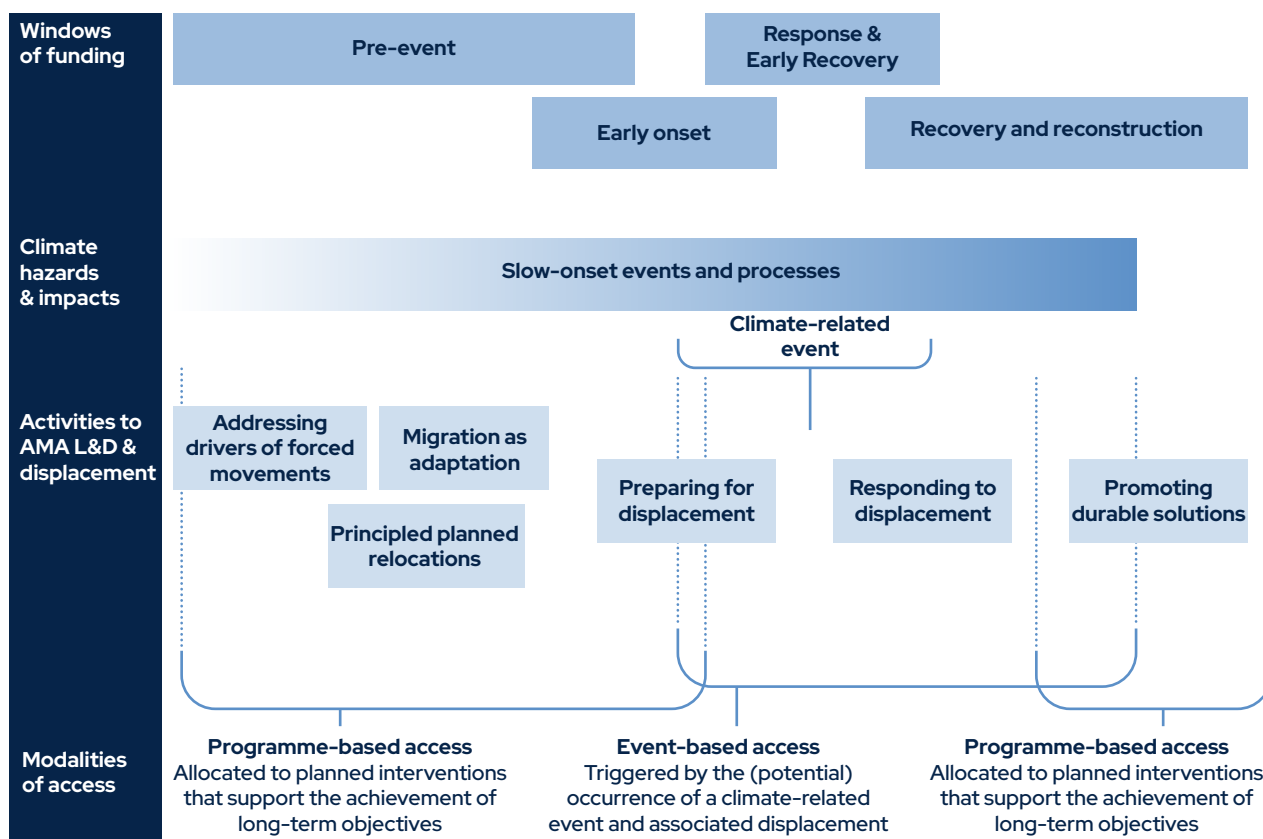 Windows
of funding
Pre-event
Response &
Early Recovery
Early onset
Recovery and reconstruction
Climate
hazards
& impacts
Slow-onset events and processes
Climate-related
event
Activities to
AMA L&D &
displacement
Addressing
drivers of forced
movements
Migration as
adaptation
Principled planned
relocations
Preparing for
displacement
Responding to
displacement
Promoting
durable solutions
Modalities
of access
Programme-based access
Allocated to planned interventions
that support the achievement of
long-term objectives
Event-based access
Triggered by the (potential)
occurrence of a climate-related
event and associated displacement
Programme-based access
Allocated to planned interventions
that support the achievement of
long-term objectives